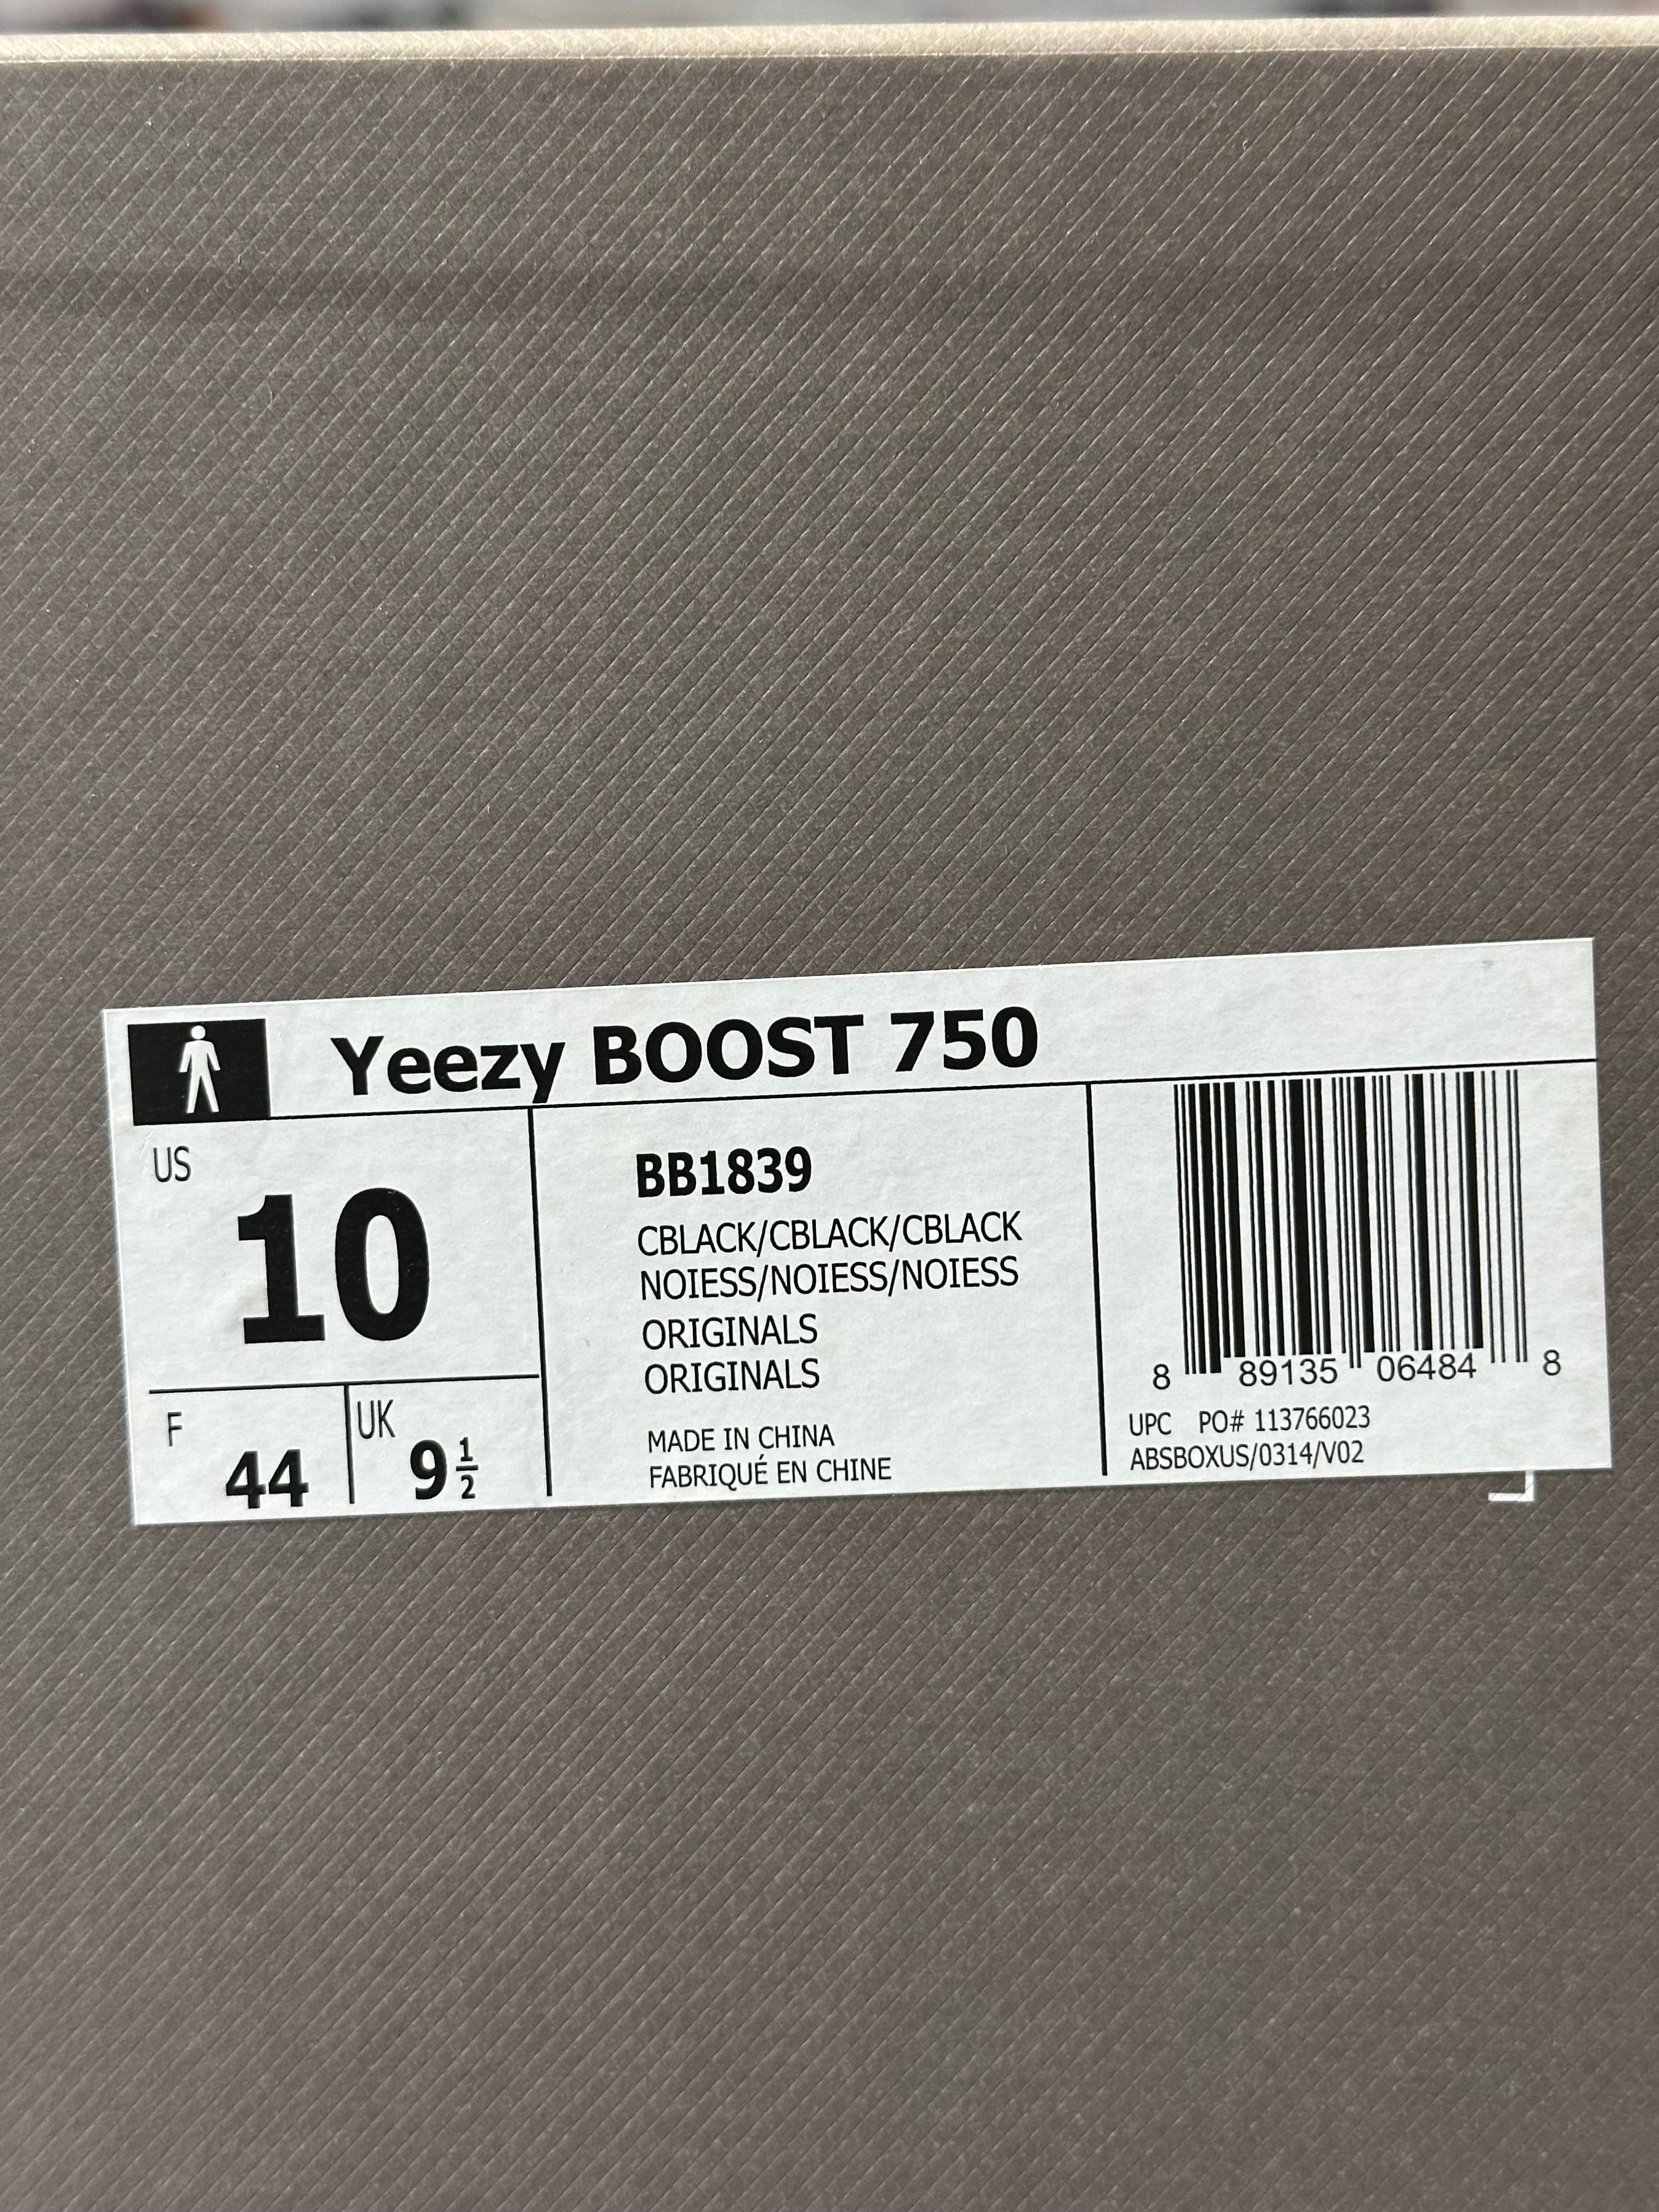 Yeezy BOOST 750
US
10
F
44
UK
9 1/2
BB1839
CBLACK/CBLACK/CBLACK
NOIESS/NOIESS/NOIESS
ORIGINALS
ORIGINALS
MADE IN CHINA
FABRIQUÉ EN CHINE
8 89135 06484 8
UPC PO# 113766023
ABSBOXUS/0314/V02